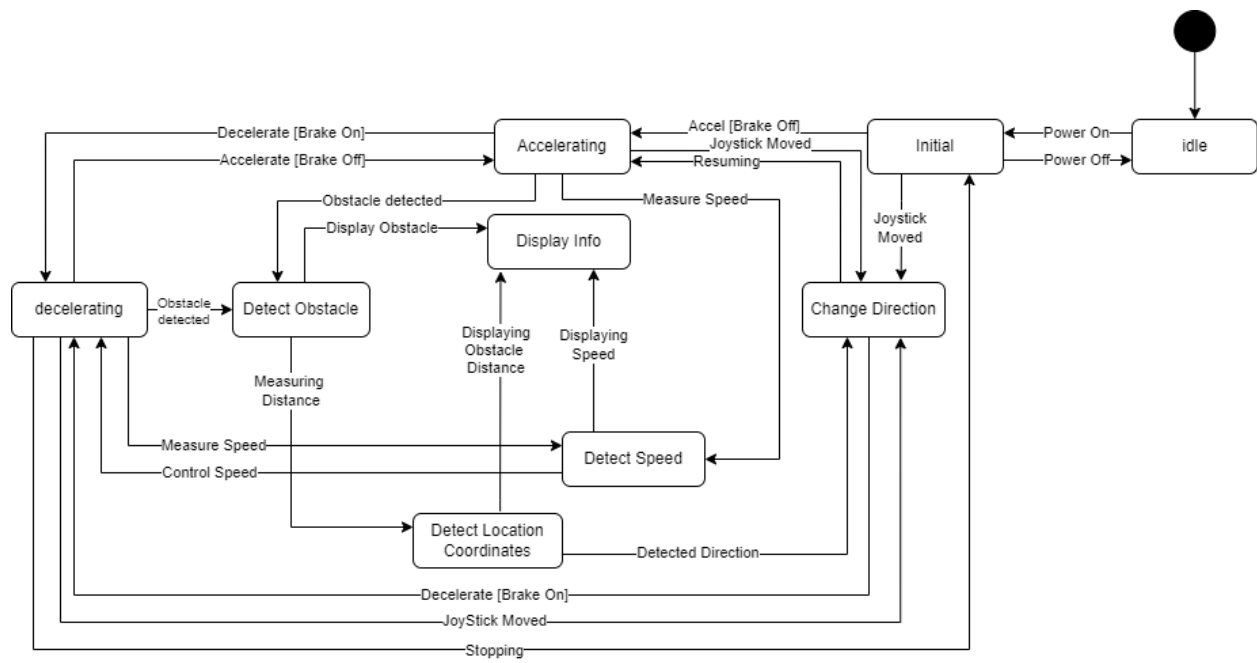 Decelerate [Brake On]
Accelerating
Accel [Brake Off]
Initial
Power On
idle
Accelerate [Brake Off]
Joystick Moved
Resuming
Power Off
Obstacle detected
Measure Speed
Joystick
Moved
Display Obstacle
Display Info
decelerating
Obstacle
detected
Detect Obstacle
Change Direction
Displaying
Obstacle
Distance
Displaying
Speed
Measuring
Distance
Measure Speed
Detect Speed
Control Speed
Detect Location
Coordinates
Detected Direction
Decelerate [Brake On]
JoyStick Moved
Stopping